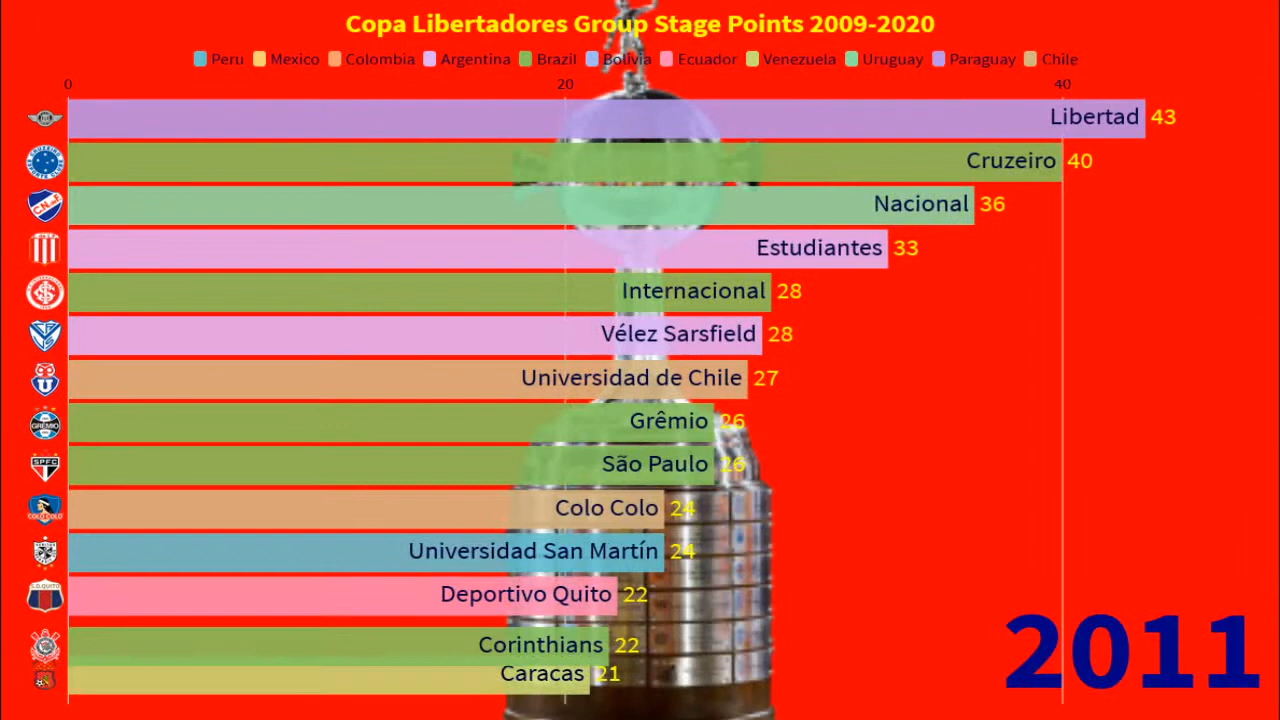 Copa Libertadores Group Stage Points 2009-2020
Peru Mexico Colombia Argentina Brazil Bolivia Ecuador Venezuela Uruguay Paraguay Chile
0 20 40
Libertad 43
Cruzeiro 40
Nacional 36
Estudiantes 33
Internacional 28
Vélez Sarsfield 28
Universidad de Chile 27
Grêmio 26
São Paulo 26
Colo Colo 24
Universidad San Martín 24
Deportivo Quito 22
Corinthians 22
Caracas 21
2011